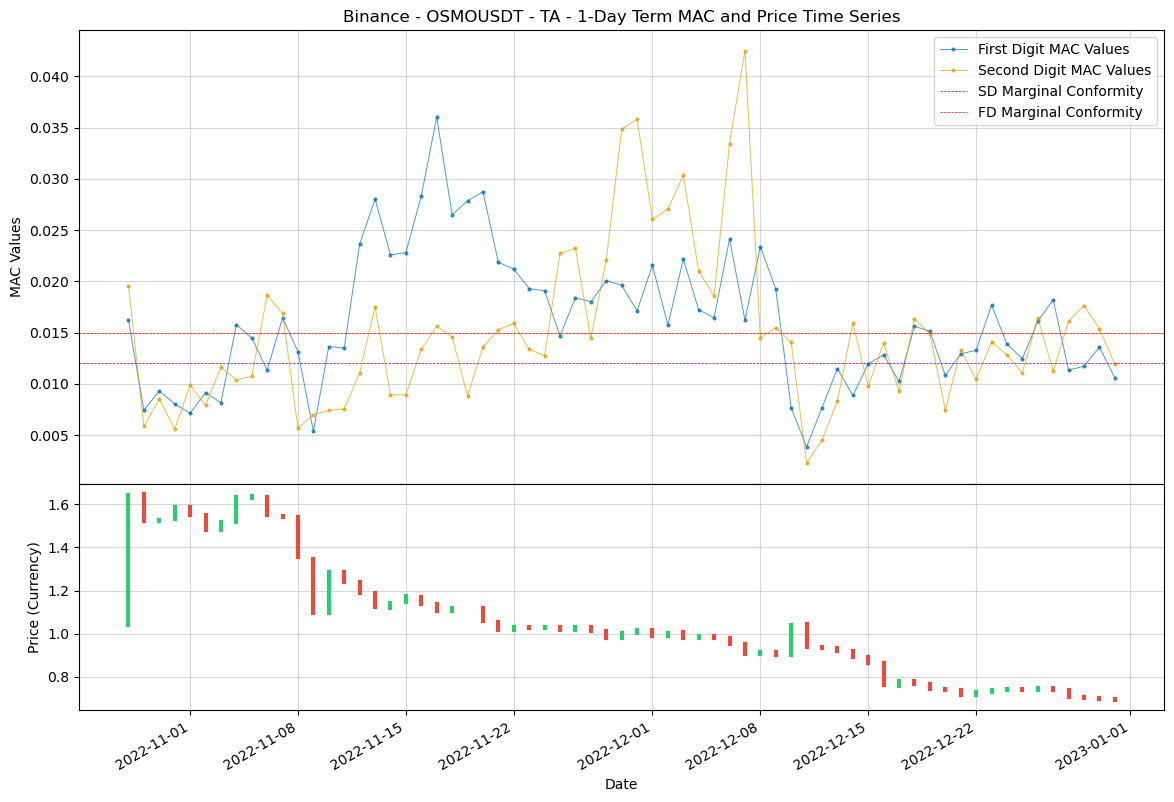 Binance - OSMOUSDT - TA - 1-Day Term MAC and Price Time Series
First Digit MAC Values
Second Digit MAC Values
SD Marginal Conformity
FD Marginal Conformity
MAC Values
0.040
0.035
0.030
0.025
0.020
0.015
0.010
0.005
Price (Currency)
1.6
1.4
1.2
1.0
0.8
2022-11-01
2022-11-08
2022-11-15
2022-11-22
2022-12-01
2022-12-08
2022-12-15
2022-12-22
2023-01-01
Date